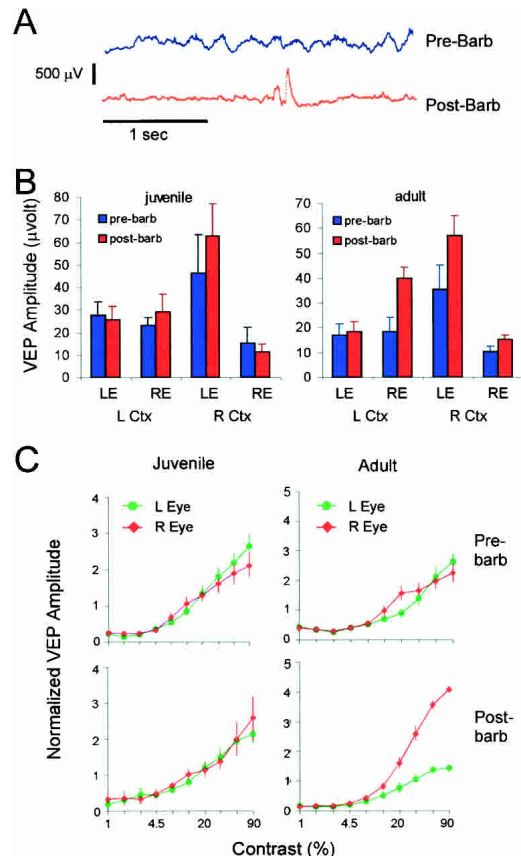 A
Pre-Barb
500 µV
Post-Barb
1 sec
B
juvenile
adult
pre-barb
post-barb
pre-barb
post-barb
VEP Amplitude (µvolt)
80
70
60
50
40
30
20
10
0
70
60
50
40
30
20
10
0
LE RE LE RE
L Ctx R Ctx
LE RE LE RE
L Ctx R Ctx
C
Juvenile
Adult
L Eye
R Eye
L Eye
R Eye
Pre-
barb
Post-
barb
Normalized VEP Amplitude
4
3
2
1
0
5
4
3
2
1
0
4
3
2
1
0
5
4
3
2
1
0
1 4.5 20 90
1 4.5 20 90
Contrast (%)